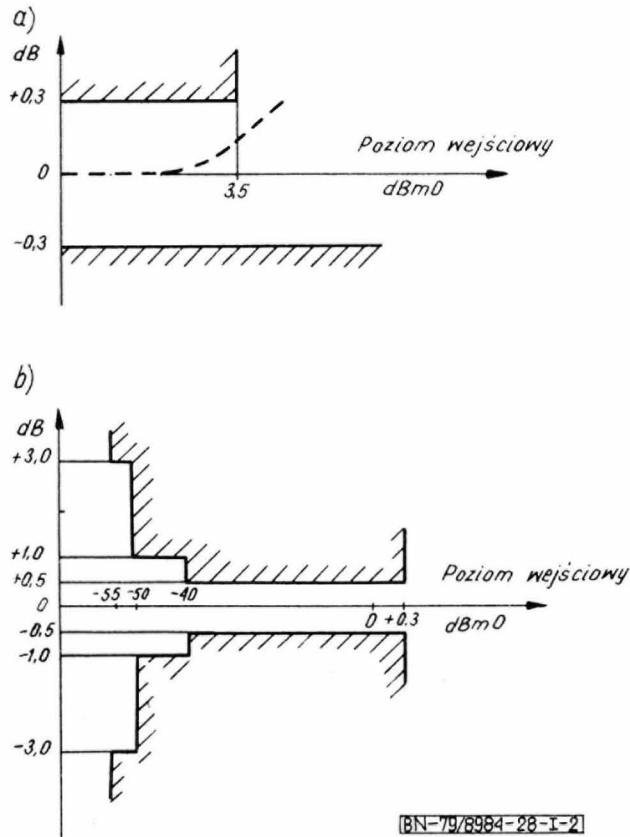 a)
dB
+0,3
Poziom wejściowy
0
3,5
dBm0
-0,3
b)
dB
+3,0
+1,0
+0,5
Poziom wejściowy
-55 -50 -40
0
0 +0.3
dBm0
-0.5
-1,0
-3,0
BN-79/8984-28-I-2